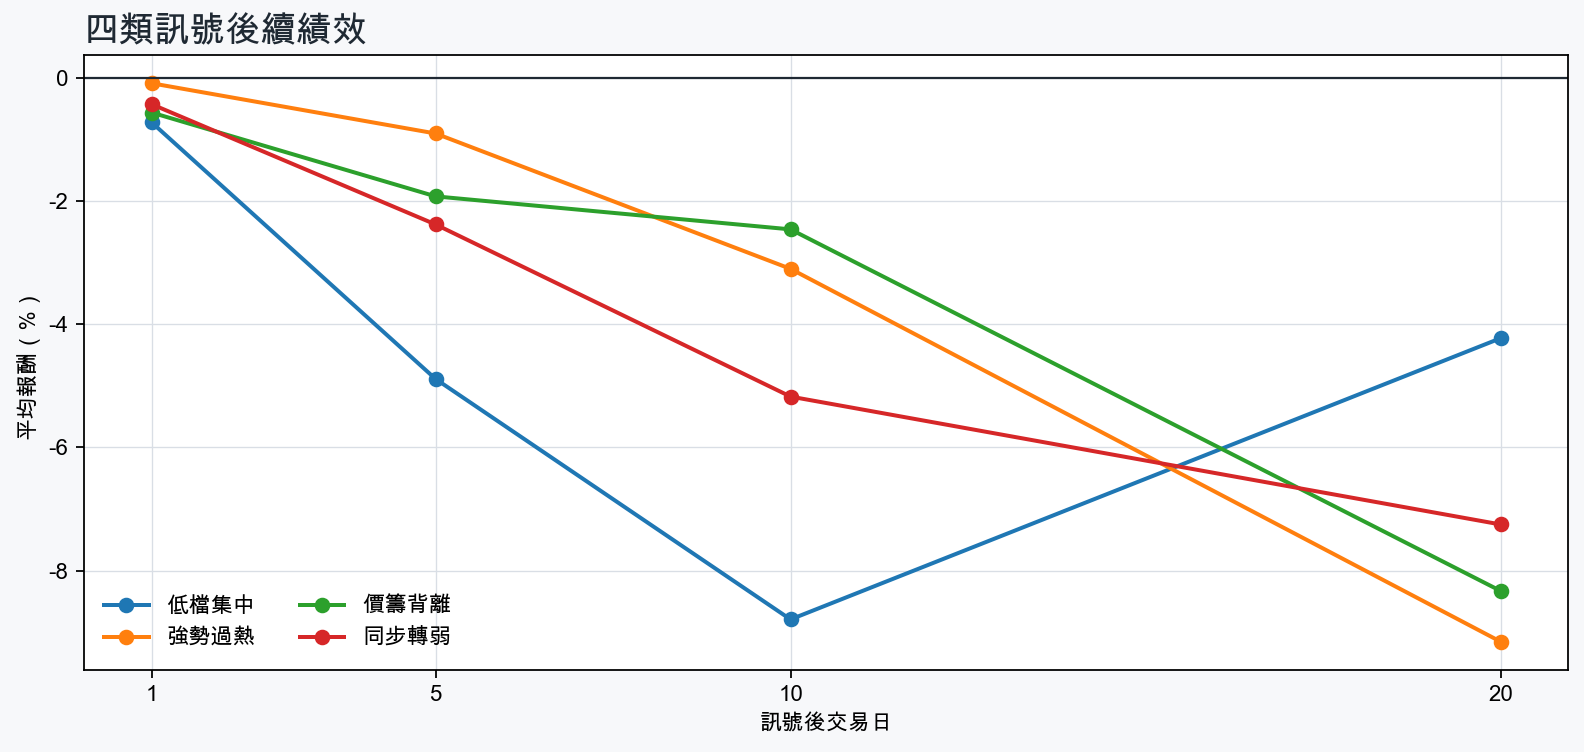 四類訊號後續績效
平均報酬（%）
0
-2
-4
-6
-8
低檔集中
強勢過熱
價籌背離
同步轉弱
1 5 10 20
訊號後交易日